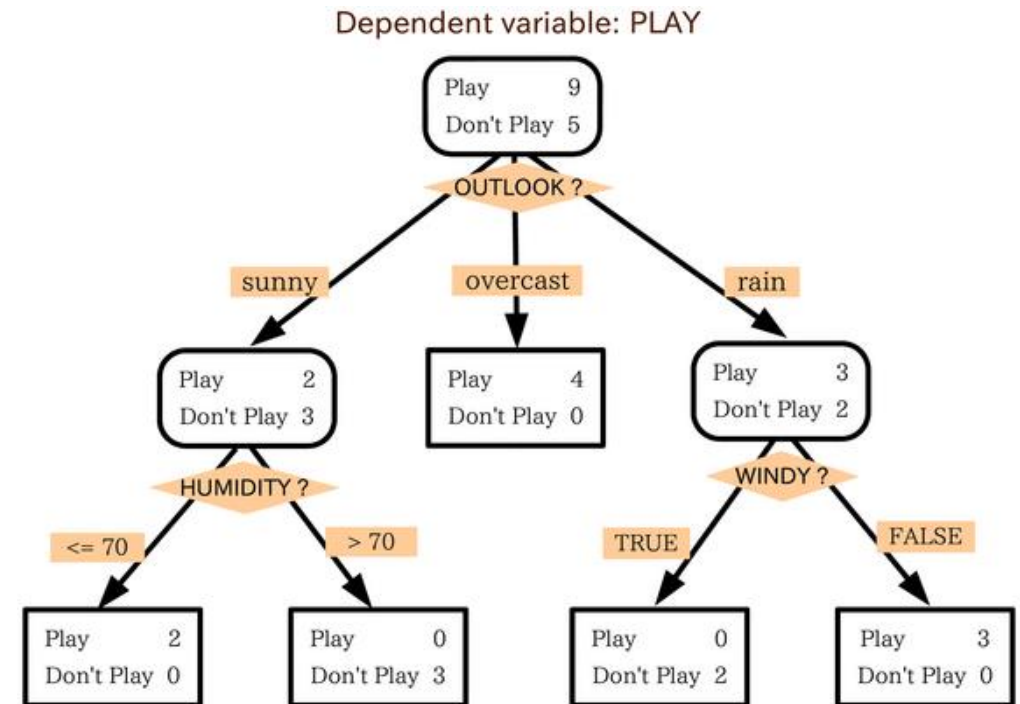 Dependent variable: PLAY
Play 9
Don't Play 5
OUTLOOK ?
sunny
overcast
rain
Play 2
Don't Play 3
Play 4
Don't Play 0
Play 3
Don't Play 2
HUMIDITY ?
WINDY ?
<= 70
> 70
TRUE
FALSE
Play 2
Don't Play 0
Play 0
Don't Play 3
Play 0
Don't Play 2
Play 3
Don't Play 0